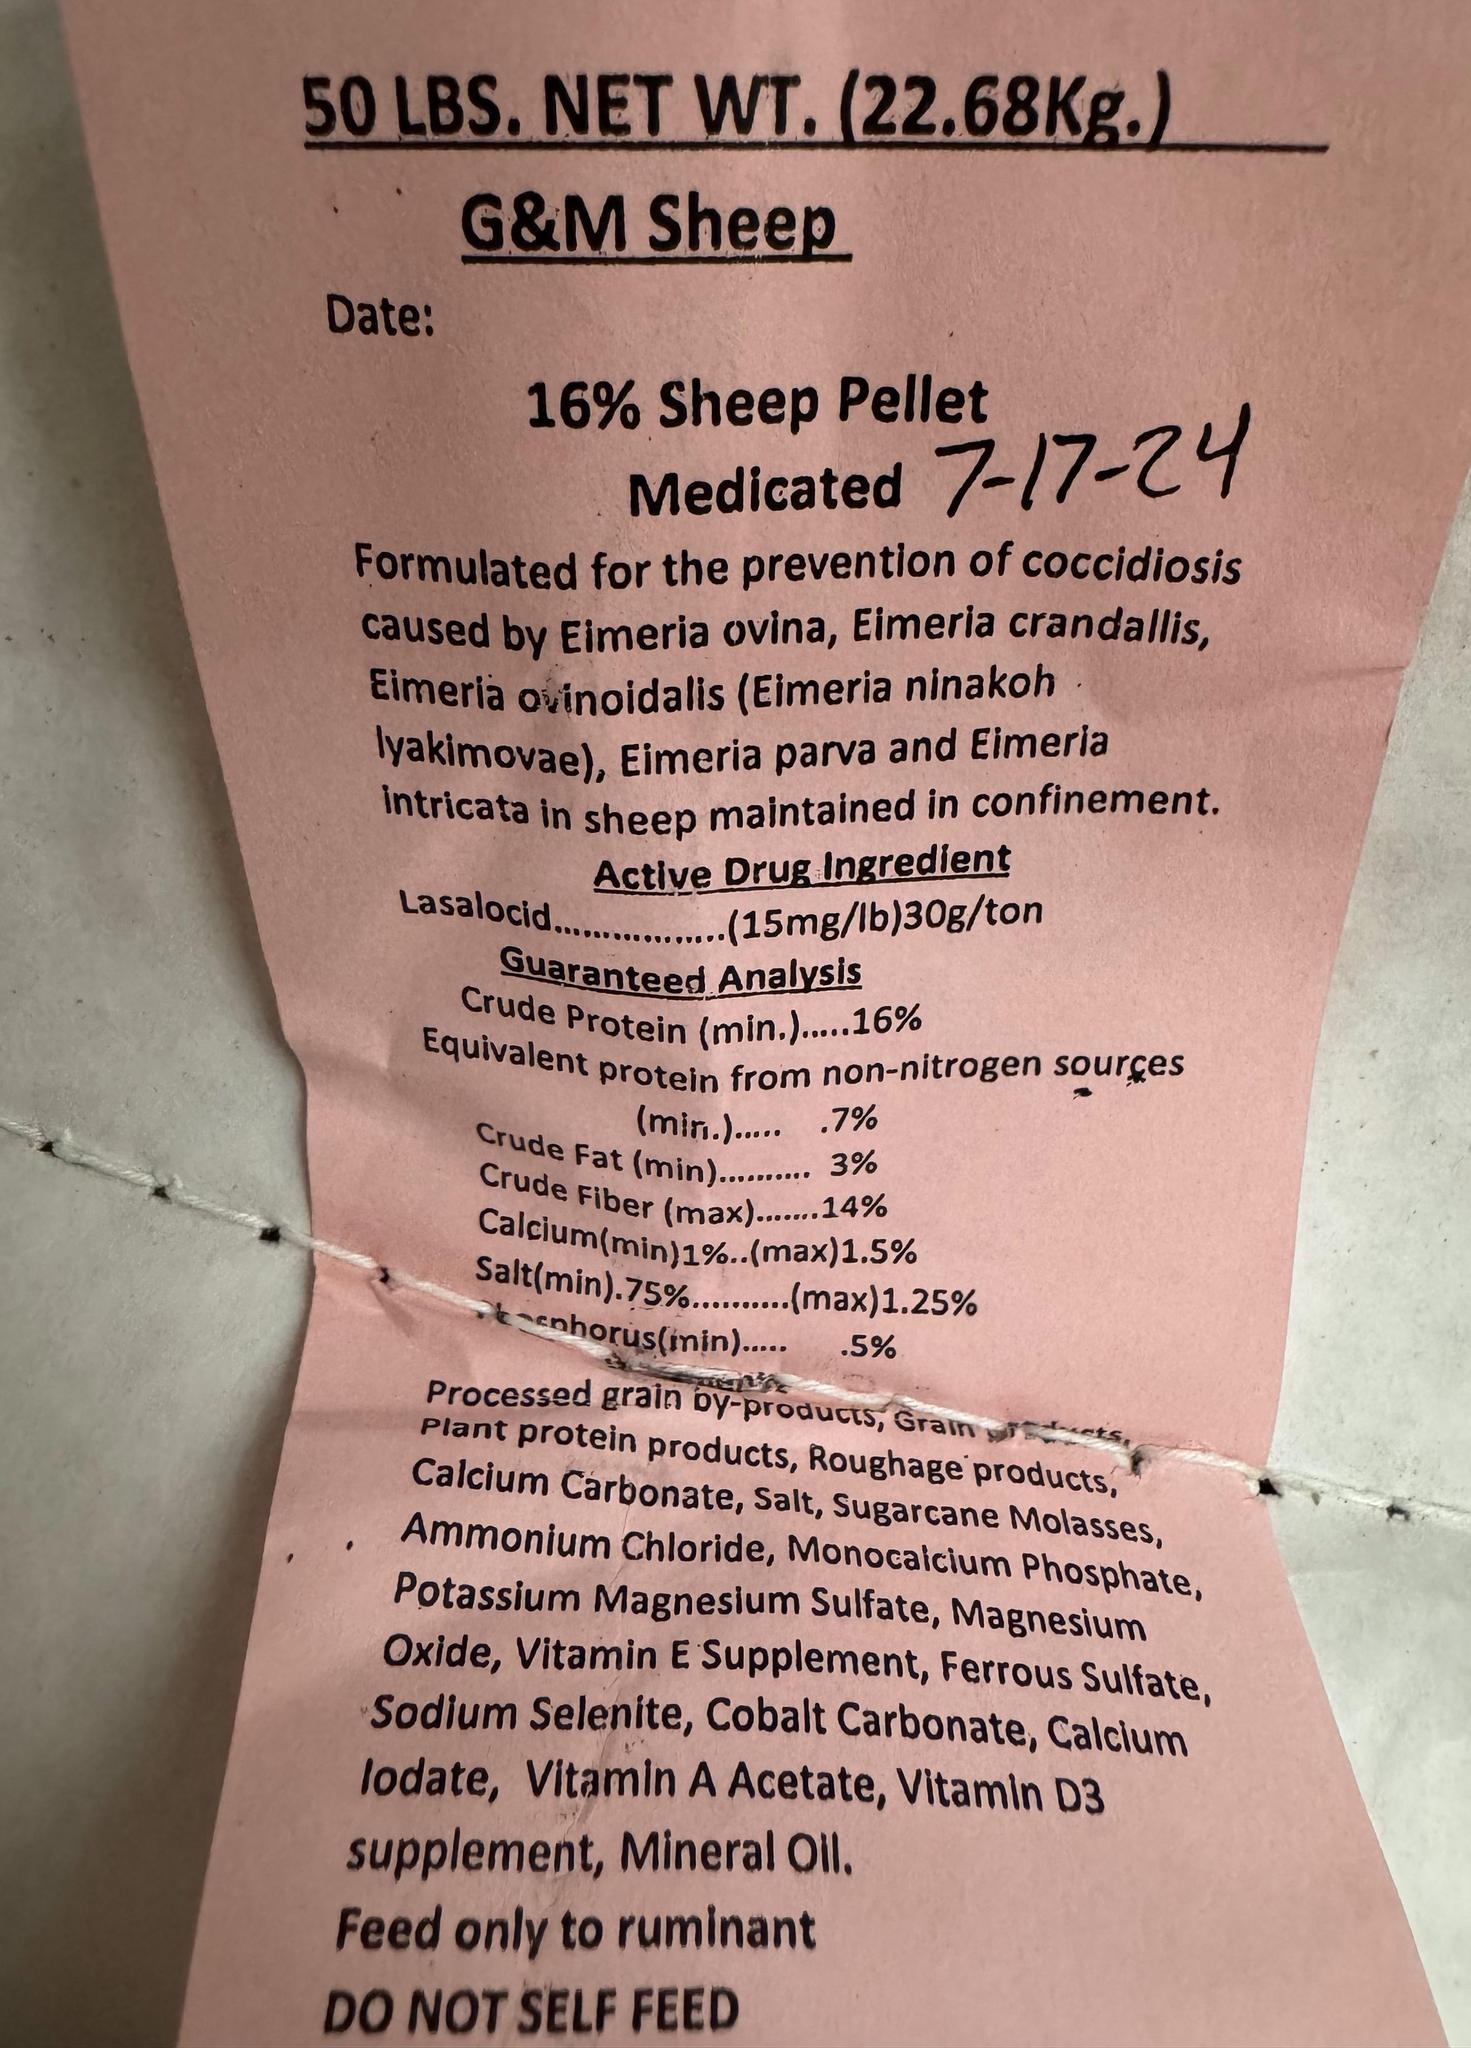 50 LBS. NET WT. (22.68Kg.)
G&M Sheep
Date:
16% Sheep Pellet
Medicated 7-17-24
Formulated for the prevention of coccidiosis
caused by Eimeria ovina, Eimeria crandallis,
Eimeria ovinoidalis (Eimeria ninakoh
lyakimovae), Eimeria parva and Eimeria
intricata in sheep maintained in confinement.
Active Drug Ingredient
Lasalocid.................(15mg/lb)30g/ton
Guaranteed Analysis
Crude Protein (min.).....16%
Equivalent protein from non-nitrogen sources
(min.)..... .7%
Crude Fat (min).......... 3%
Crude Fiber (max).......14%
Calcium(min)1%..(max)1.5%
Salt(min).75%..........(max)1.25%
Phosphorus(min)..... .5%
Processed grain by-products, Grain products,
Plant protein products, Roughage products,
Calcium Carbonate, Salt, Sugarcane Molasses,
Ammonium Chloride, Monocalcium Phosphate,
Potassium Magnesium Sulfate, Magnesium
Oxide, Vitamin E Supplement, Ferrous Sulfate,
Sodium Selenite, Cobalt Carbonate, Calcium
Iodate, Vitamin A Acetate, Vitamin D3
supplement, Mineral Oil.
Feed only to ruminant
DO NOT SELF FEED